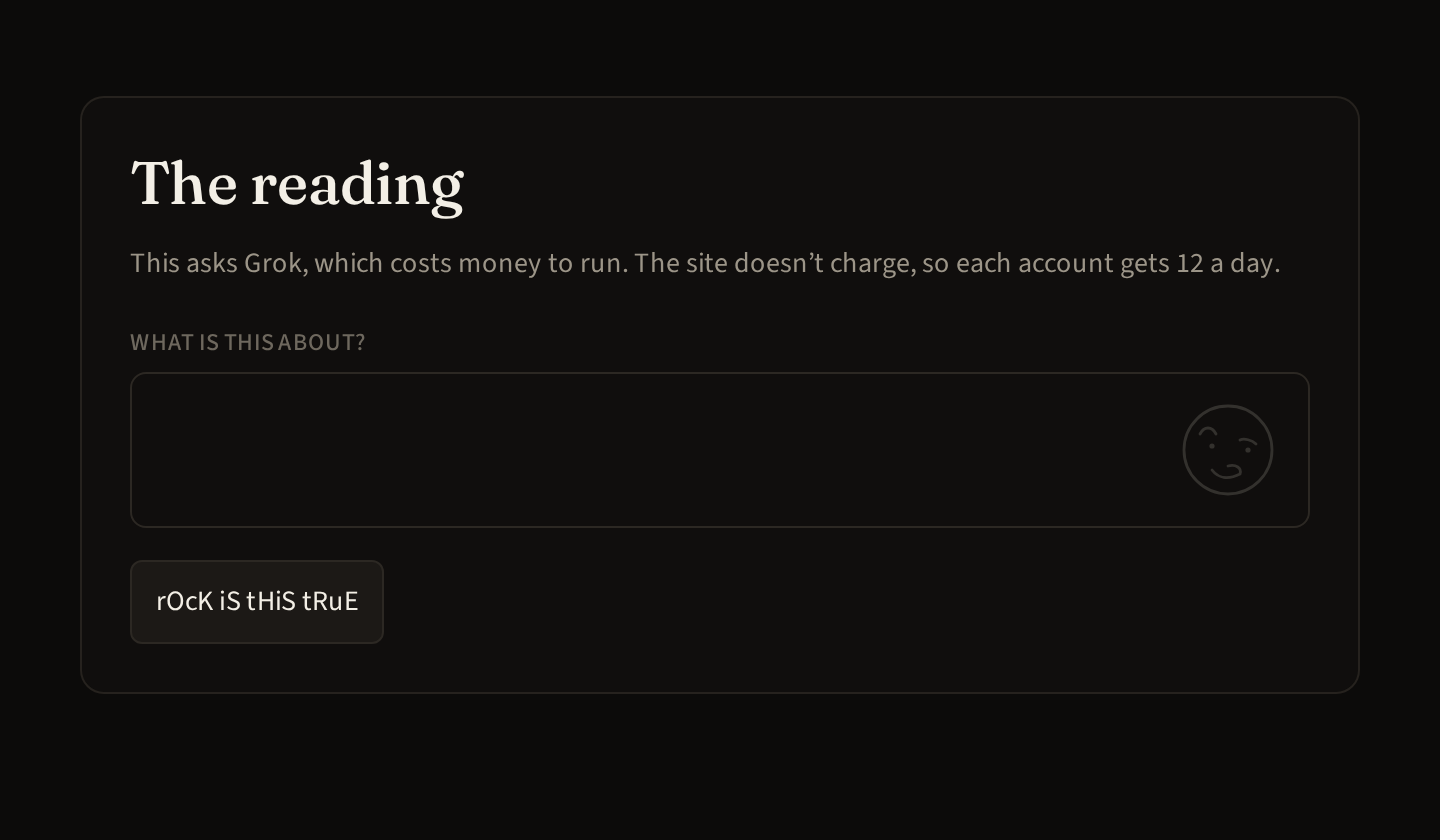 The reading
This asks Grok, which costs money to run. The site doesn’t charge, so each account gets 12 a day.
WHAT IS THIS ABOUT?
rOcK iS tHiS tRuE